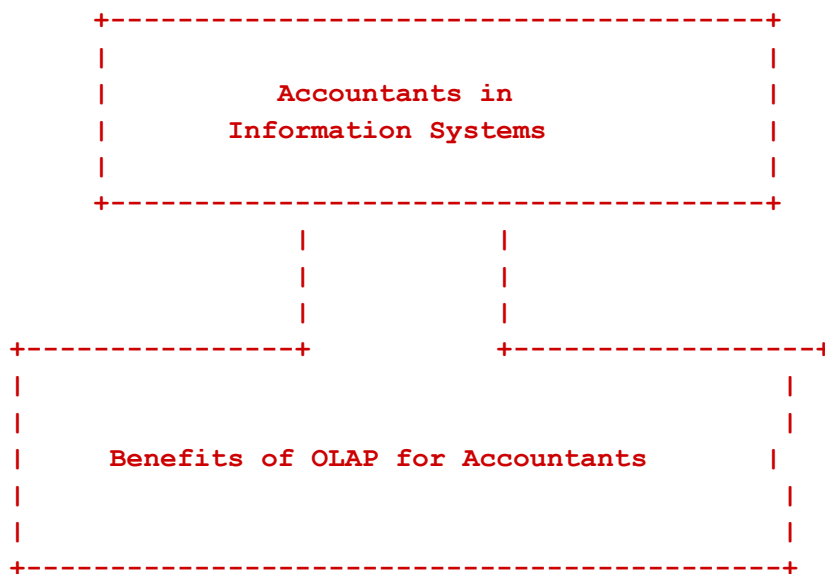 Accountants in
Information Systems
Benefits of OLAP for Accountants